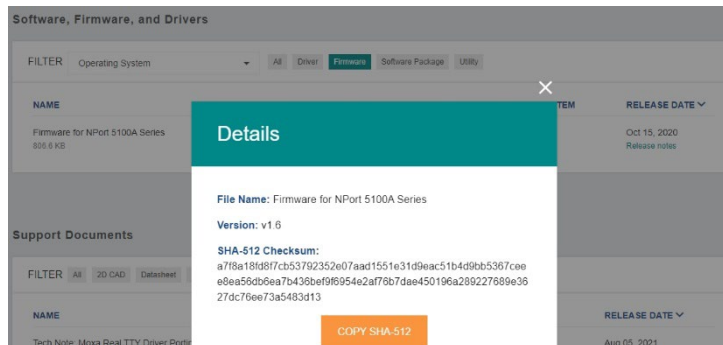 Software, Firmware, and Drivers
FILTER Operating System All Driver Firmware Software Package Utility
NAME TEM RELEASE DATE
Firmware for NPort 5100A Series Oct 15, 2020
806.6 KB Release notes
Details
File Name: Firmware for NPort 5100A Series
Version: v1.6
SHA-512 Checksum:
a7f8a18fd8f7cb53792352e07aad1551e31d9eac51b4d9bb5367cee
e8ea56db6ea7b436bef9f6954e2af76b7dae450196a289227689e36
27dc76ee73a5483d13
COPY SHA-512
Support Documents
FILTER All 2D CAD Datasheet
NAME RELEASE DATE
Tech Note: Moxa Real TTY Driver Portin Aug 05, 2021